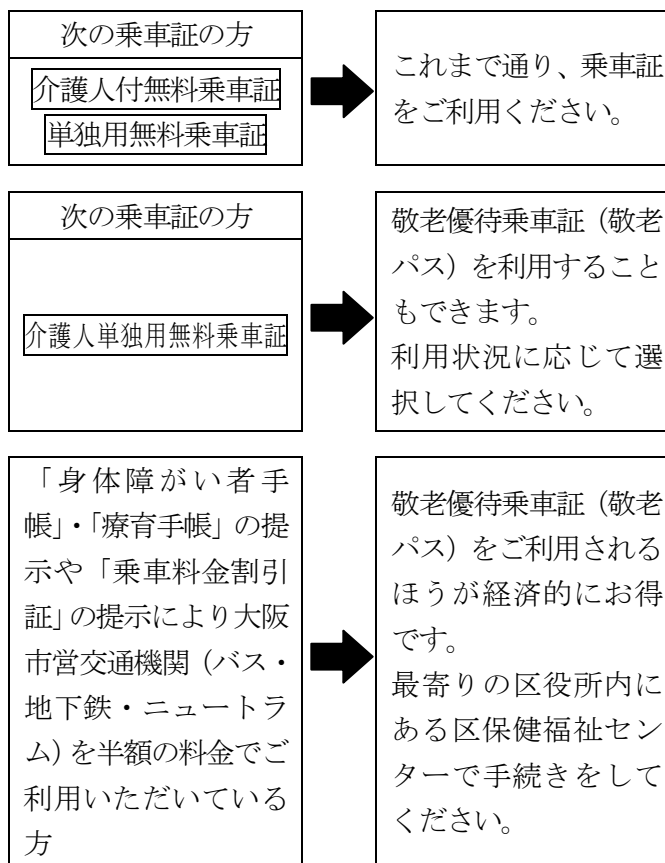 次の乗車証の方
介護人付無料乗車証
単独用無料乗車証
これまで通り、乗車証
をご利用ください。
次の乗車証の方
介護人単独用無料乗車証
敬老優待乗車証（敬老
パス）を利用すること
もできます。
利用状況に応じて選
択してください。
「身体障がい者手
帳」・「療育手帳」の提
示や「乗車料金割引
証」の提示により大阪
市営交通機関（バス・
地下鉄・ニュートラ
ム）を半額の料金でご
利用いただいている
方
敬老優待乗車証（敬老
パス）をご利用される
ほうが経済的にお得
です。
最寄りの区役所内に
ある区保健福祉セン
ターで手続きをして
ください。